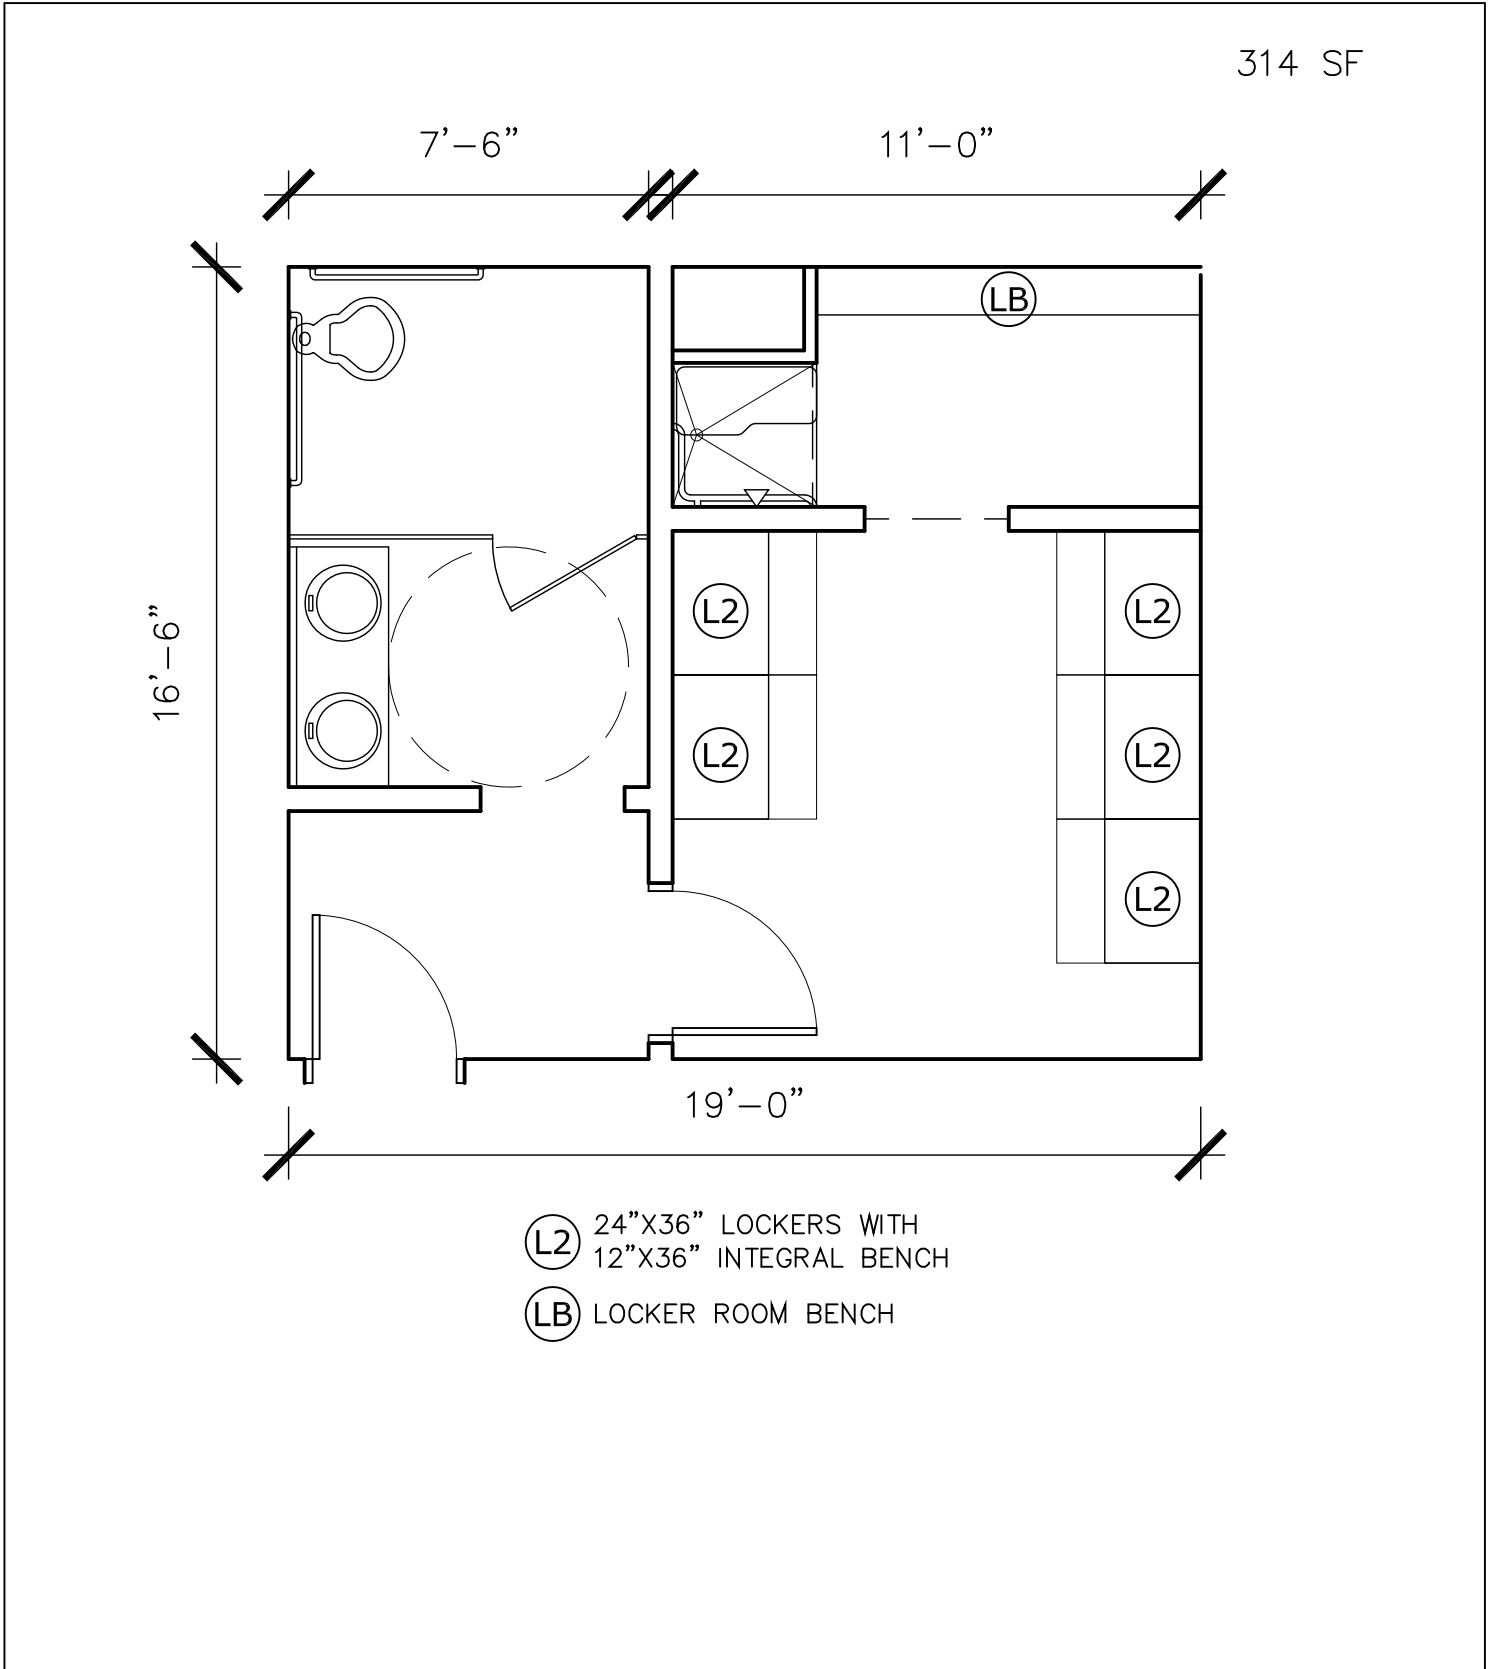 314 SF
7'-6" 11'-0"
LB
16'-6"
L2 L2
L2 L2
L2
19'-0"
L2 24"X36" LOCKERS WITH
12"X36" INTEGRAL BENCH
LB LOCKER ROOM BENCH